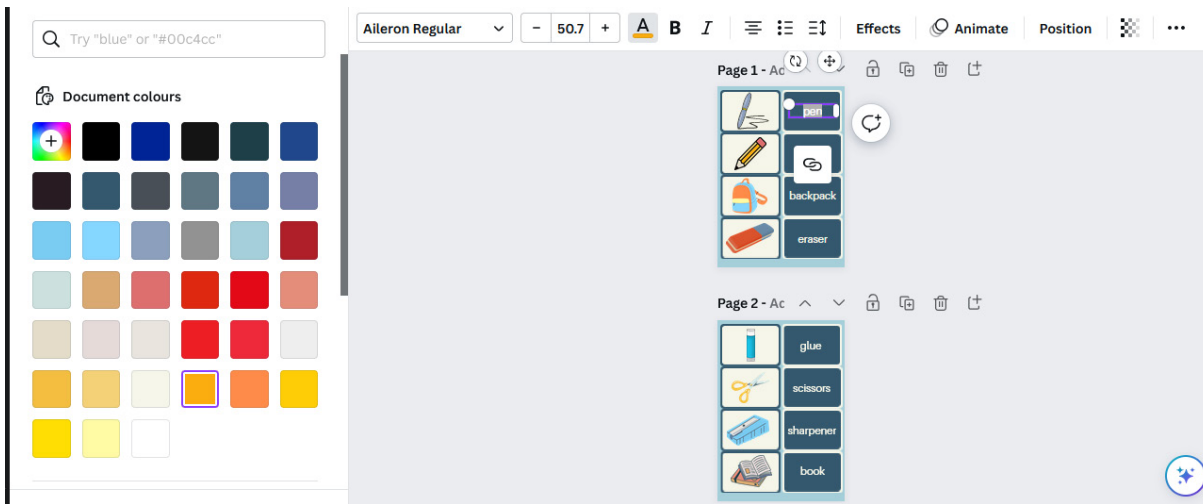 Try "blue" or "#00c4cc"
Aileron Regular
– 50.7 +
A B I
Effects
Animate
Position
Document colours
Page 1 - Ac
pen
backpack
eraser
Page 2 - Ac
glue
scissors
sharpener
book